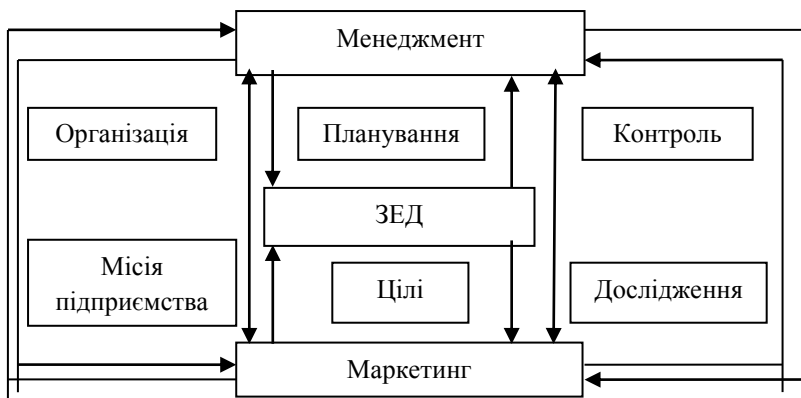 Менеджмент
Організація
Планування
Контроль
ЗЕД
Місія
підприємства
Цілі
Дослідження
Маркетинг